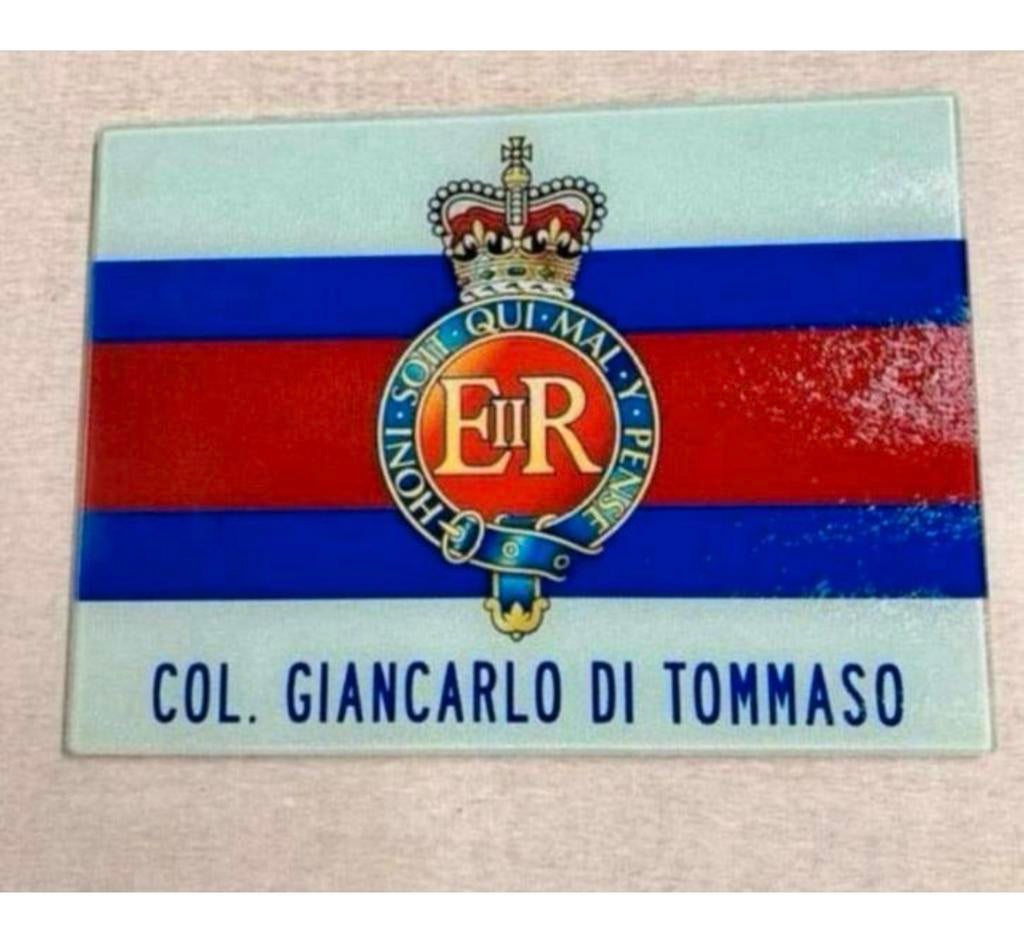 HONI · SOIT · QUI · MAL · Y · PENSE
EIIR
COL. GIANCARLO DI TOMMASO